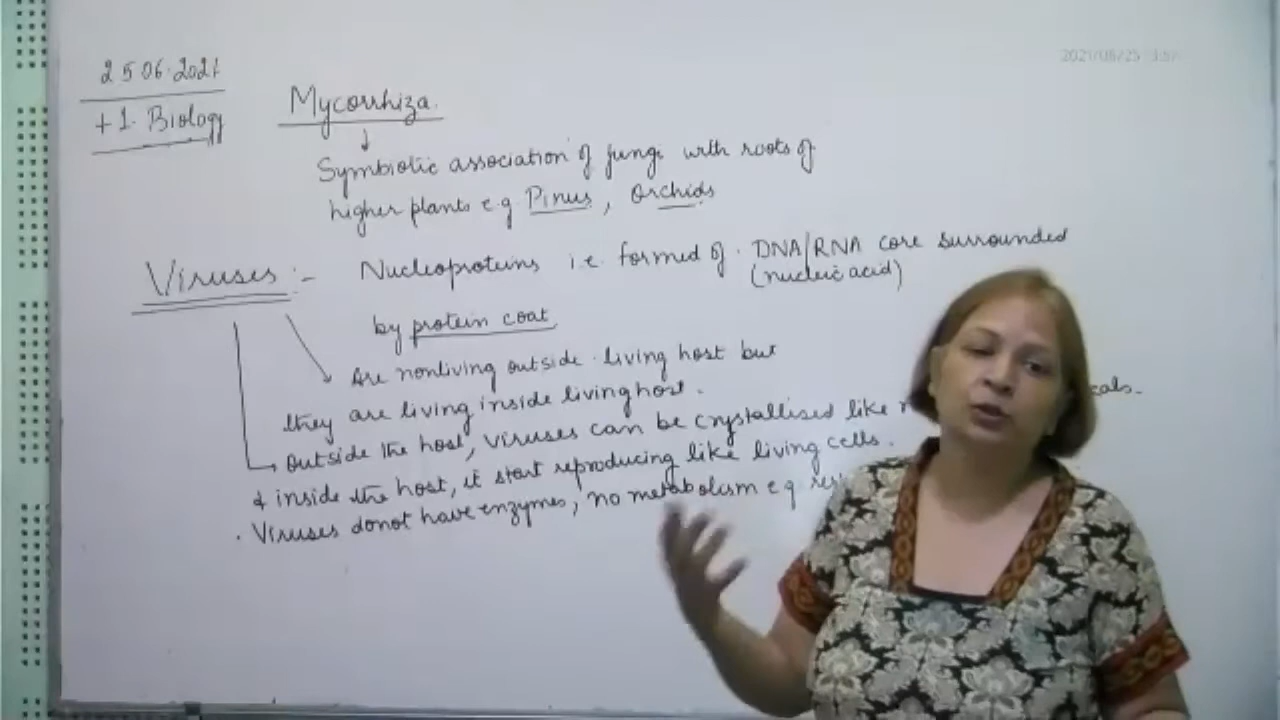 25 06.2021
+1. Biology
Mycorrhiza.
Symbiotic association of fungi with roots of
higher plants e.g Pinus, Orchids
Viruses :- Nucleoproteins i.e. formed of. DNA/RNA core surrounded
(nucleic acid)
by protein coat
Are nonliving outside living host but
they are living inside living host.
Outside the host, viruses can be crystallised like
& inside the host, it start reproducing like living cells.
. Viruses donot have enzymes, no metabolism e.g